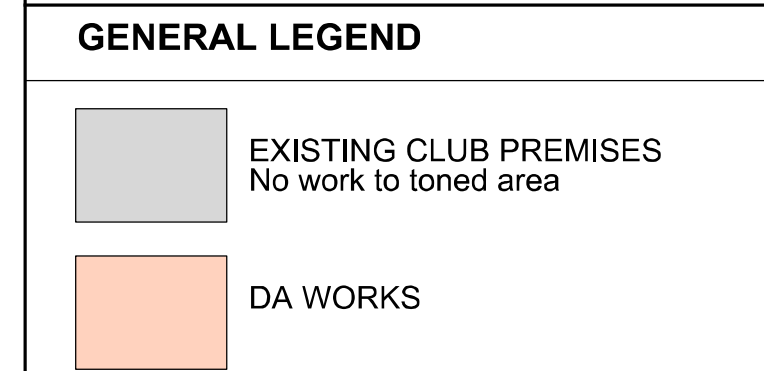 GENERAL LEGEND
EXISTING CLUB PREMISES
No work to toned area
DA WORKS